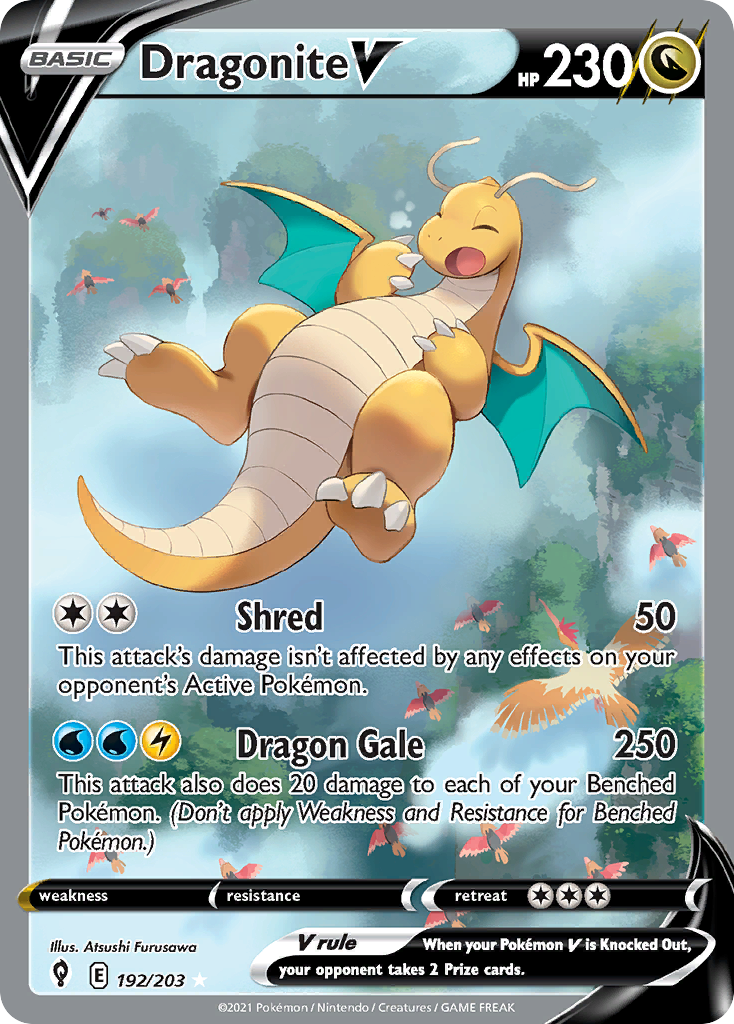 BASIC
Dragonite V
HP 230
Shred 50
This attack's damage isn't affected by any effects on your
opponent's Active Pokémon.
Dragon Gale 250
This attack also does 20 damage to each of your Benched
Pokémon. (Don't apply Weakness and Resistance for Benched
Pokémon.)
weakness resistance retreat
Illus. Atsushi Furusawa
E 192/203
V rule When your Pokémon V is Knocked Out,
your opponent takes 2 Prize cards.
©2021 Pokémon / Nintendo / Creatures / GAME FREAK